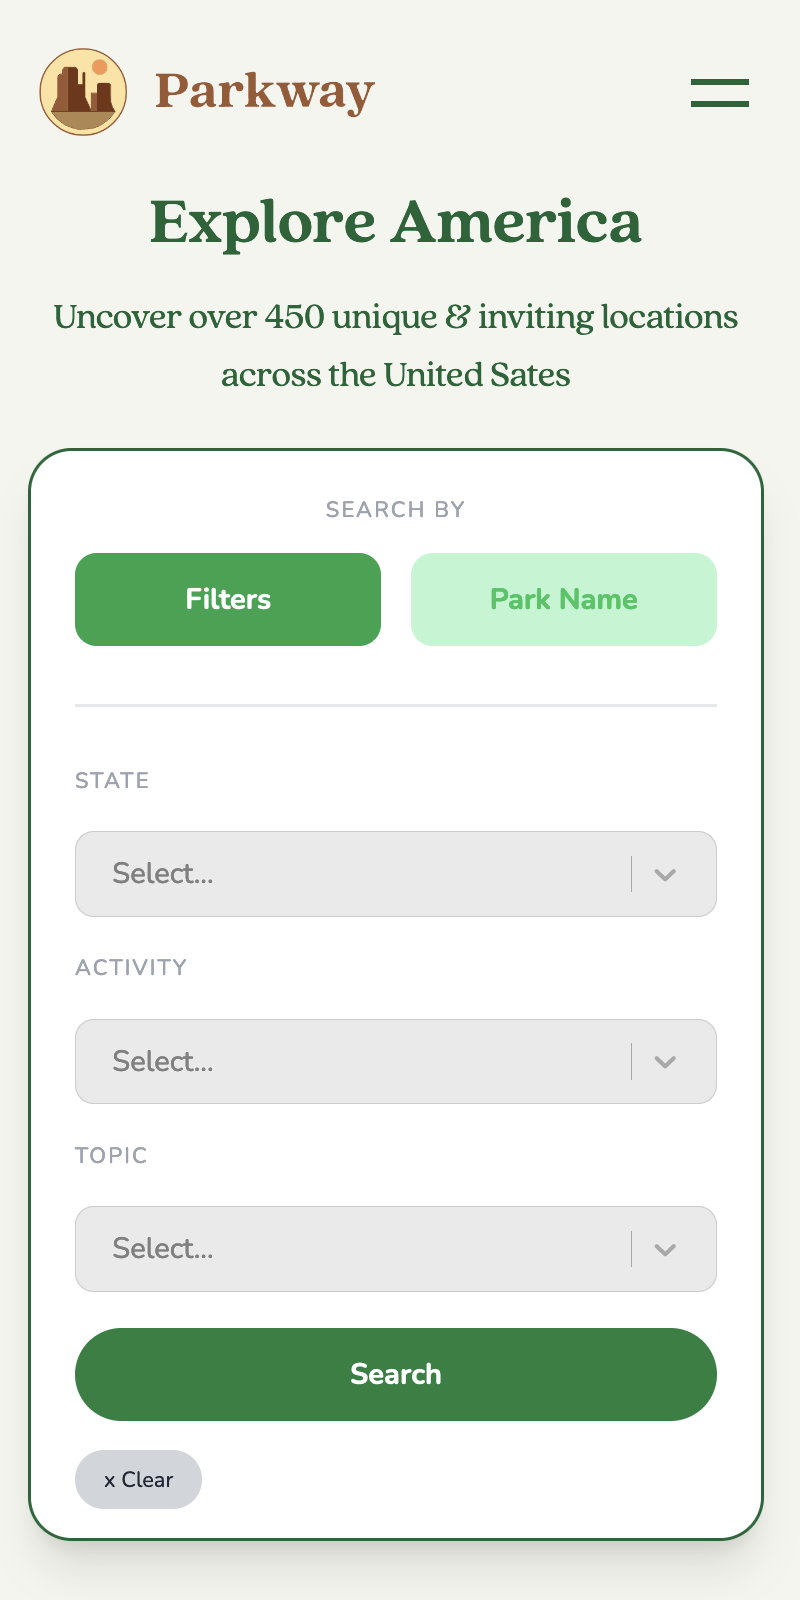 Parkway
Explore America
Uncover over 450 unique & inviting locations
across the United Sates
SEARCH BY
Filters
Park Name
STATE
Select...
ACTIVITY
Select...
TOPIC
Select...
Search
x Clear